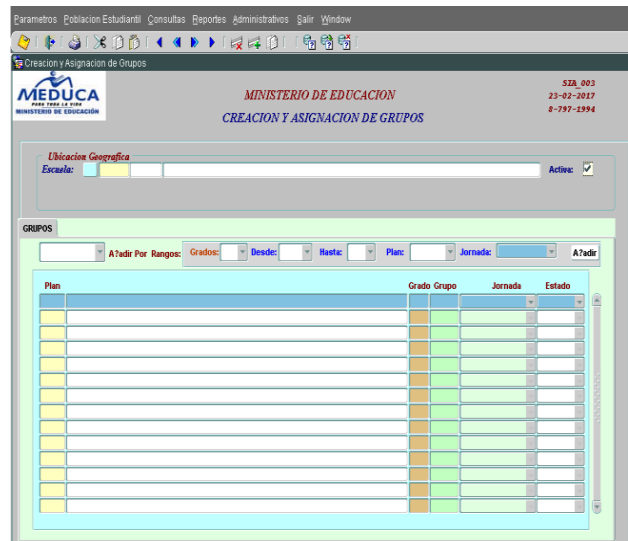 Parametros Poblacion Estudiantil Consultas Reportes Administrativos Salir Window
Creacion y Asignacion de Grupos
MEDUCA
PARA TODA LA VIDA
MINISTERIO DE EDUCACIÓN
MINISTERIO DE EDUCACION
CREACION Y ASIGNACION DE GRUPOS
SIA_003
23-02-2017
8-797-1994
Ubicacion Geografica
Escuela:
Activa:
GRUPOS
A?adir Por Rangos: Grados: Desde: Hasta: Plan: Jornada: A?adir
Plan Grado Grupo Jornada Estado